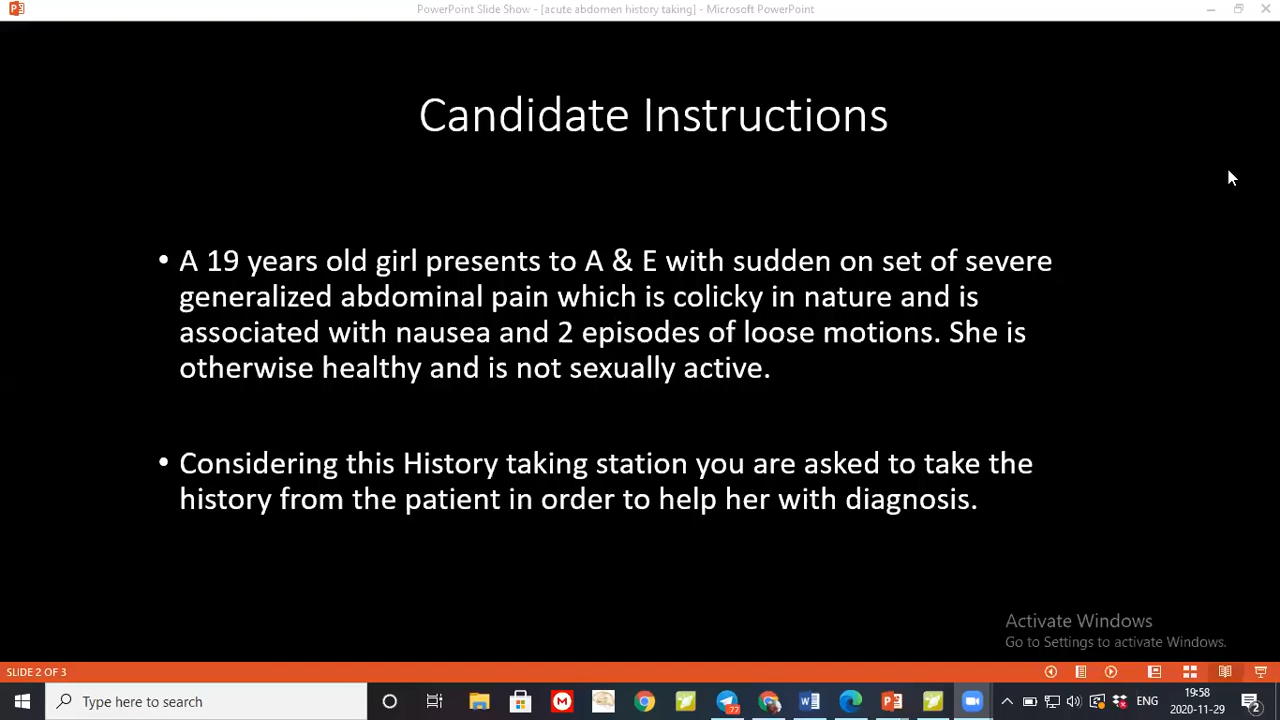 PowerPoint Slide Show - [acute abdomen history taking] - Microsoft PowerPoint
Candidate Instructions
• A 19 years old girl presents to A & E with sudden on set of severe
generalized abdominal pain which is colicky in nature and is
associated with nausea and 2 episodes of loose motions. She is
otherwise healthy and is not sexually active.
• Considering this History taking station you are asked to take the
history from the patient in order to help her with diagnosis.
Activate Windows
Go to Settings to activate Windows.
SLIDE 2 OF 3
Type here to search
77
ENG
19:58
2020-11-29
2